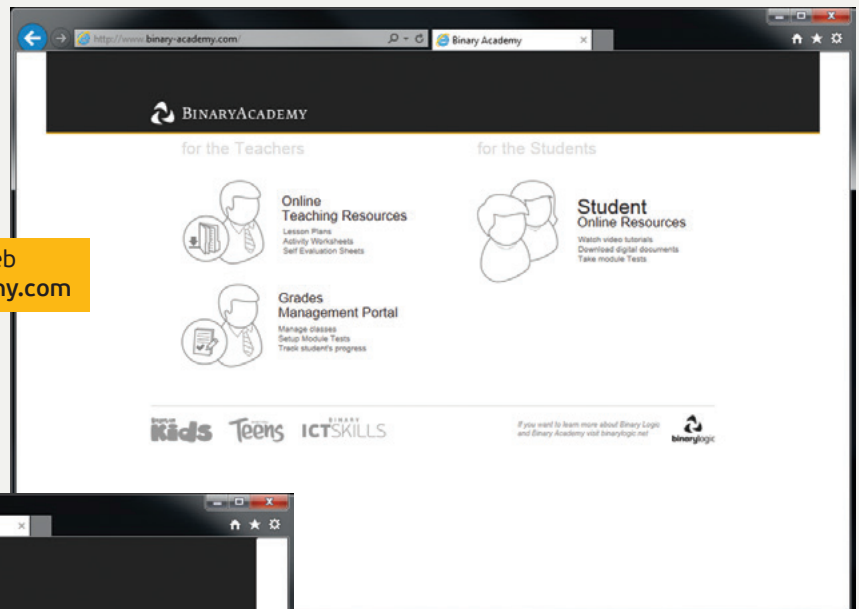 http://www.binary-academy.com/
Binary Academy
BINARYACADEMY
for the Teachers
for the Students
Online
Teaching Resources
Lesson Plans
Activity Worksheets
Self Evaluation Sheets
Student
Online Resources
Watch video tutorials
Download digital documents
Take module Tests
Grades
Management Portal
Manage classes
Setup Module Tests
Track student's progress
eb
ny.com
Kids Teens BINARY ICTSKILLS
If you want to learn more about Binary Logic
and Binary Academy visit binarylogic.net
binarylogic